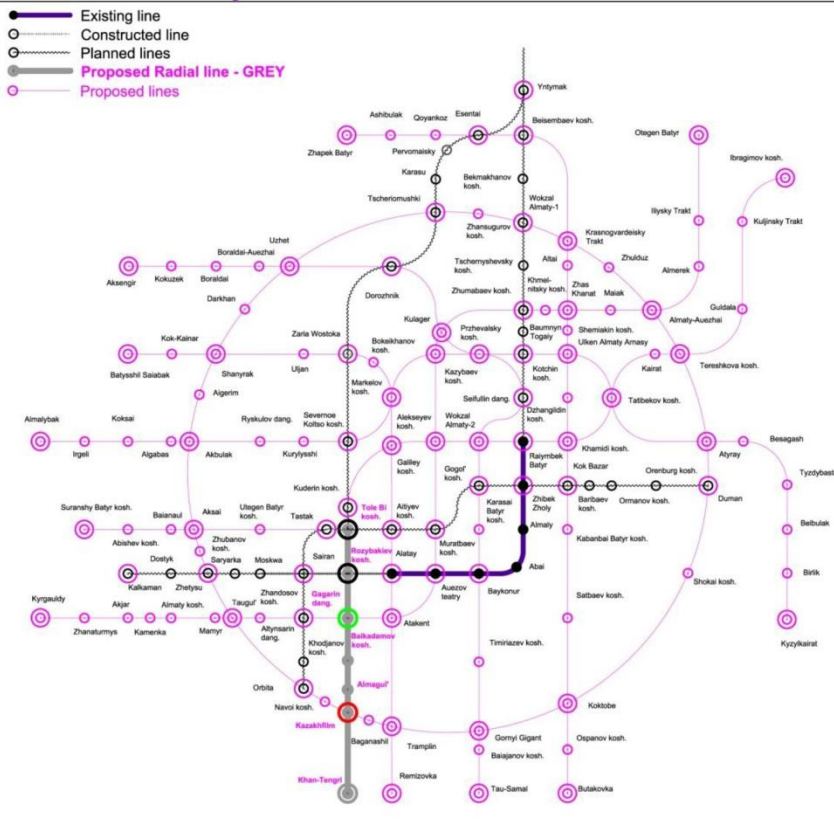 Existing line
Constructed line
Planned lines
Proposed Radial line - GREY
Proposed lines
Yntymak
Ashibulak
Qoyankoz
Esentai
Beisembaev kosh.
Otegen Batyr
Zhapek Batyr
Pervomaisky
Ibragimov kosh.
Karasu
Bekmakhanov
kosh.
Tscheriomushki
Wokzal
Almaty-1
Zhansugurov
kosh.
Iliysky Trakt
Kuljinsky Trakt
Krasnogvardeisky
Trakt
Uzhet
Boraldai-Auezhai
Tschernyshevsky
kosh.
Altai
Zhulduz
Aksengir
Kokuzek
Boraldai
Dorozhnik
Khmel-
nitsky kosh.
Zhas
Khanat
Maiak
Almerek
Darkhan
Zhumabaev kosh.
Guldala
Almaty-Auezhai
Kulager
Zaria Wostoka
Bokeikhanov
kosh.
Przhevalsky
kosh.
Baumnyn
Togaiy
Shemiakin kosh.
Ulken Almaty Arnasy
Kok-Kainar
Batysshil Saiabak
Shanyrak
Uljan
Markelov
kosh.
Kazybaev
kosh.
Kotchin
kosh.
Kairat
Tereshkova kosh.
Aigerim
Seifullin dang.
Tatibekov kosh.
Almalybak
Koksai
Ryskulov dang.
Severnoe
Koltso kosh.
Alekseyev
kosh.
Wokzal
Almaty-2
Dzhangildin
kosh.
Irgeli
Algabas
Akbulak
Kurylysshi
Galiley
kosh.
Gogol'
kosh.
Raiymbek
Batyr
Khamidi kosh.
Atyray
Besagash
Kok Bazar
Orenburg kosh.
Tyzdybastau
Kuderin kosh.
Suranshy Batyr kosh.
Aksai
Utegen Batyr
kosh.
Tastak
Tole Bi
kosh.
Aitiyev
kosh.
Karasai
Batyr
kosh.
Zhibek
Zholy
Baribaev
kosh.
Ormanov kosh.
Duman
Baianaul
Abishev kosh.
Zhubanov
kosh.
Sairan
Rozybakiev
kosh.
Alatay
Muratbaev
kosh.
Almaly
Kabanbai Batyr kosh.
Belbulak
Dostyk
Saryarka
Moskwa
Abai
Kalkaman
Zhetysu
Zhandosov
kosh.
Gagarin
dang.
Auezov
teatry
Baykonur
Shokai kosh.
Birlik
Kyrgauldy
Akjar
Almaty kosh.
Taugul'
Satbaev kosh.
Zhanaturmys
Kamenka
Mamyr
Altynsarin
dang.
Baikadamov
kosh.
Atakent
Kyzylkairat
Khodjanov
kosh.
Timiriazev kosh.
Orbita
Almagul'
Navoi kosh.
Koktobe
Kazakhfilm
Baganashil
Tramplin
Gornyi Gigant
Ospanov kosh.
Baiajanov kosh.
Khan-Tengri
Remizovka
Tau-Samal
Butakovka